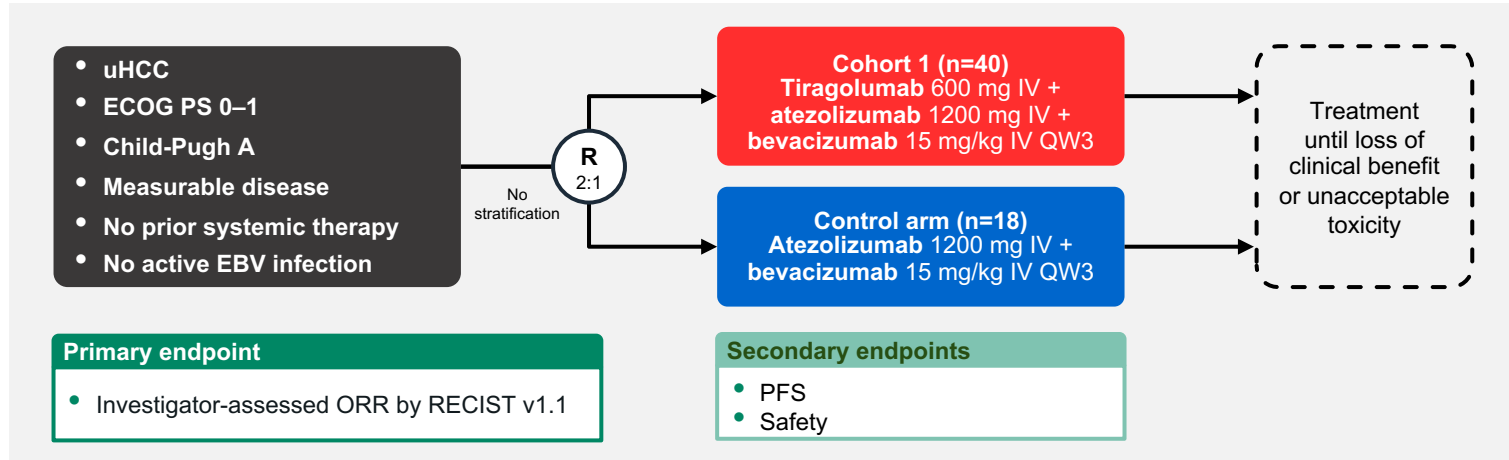 • uHCC
• ECOG PS 0–1
• Child-Pugh A
• Measurable disease
• No prior systemic therapy
• No active EBV infection
No
stratification
R
2:1
Cohort 1 (n=40)
Tiragolumab 600 mg IV +
atezolizumab 1200 mg IV +
bevacizumab 15 mg/kg IV QW3
Control arm (n=18)
Atezolizumab 1200 mg IV +
bevacizumab 15 mg/kg IV QW3
Treatment
until loss of
clinical benefit
or unacceptable
toxicity
Primary endpoint
• Investigator-assessed ORR by RECIST v1.1
Secondary endpoints
• PFS
• Safety